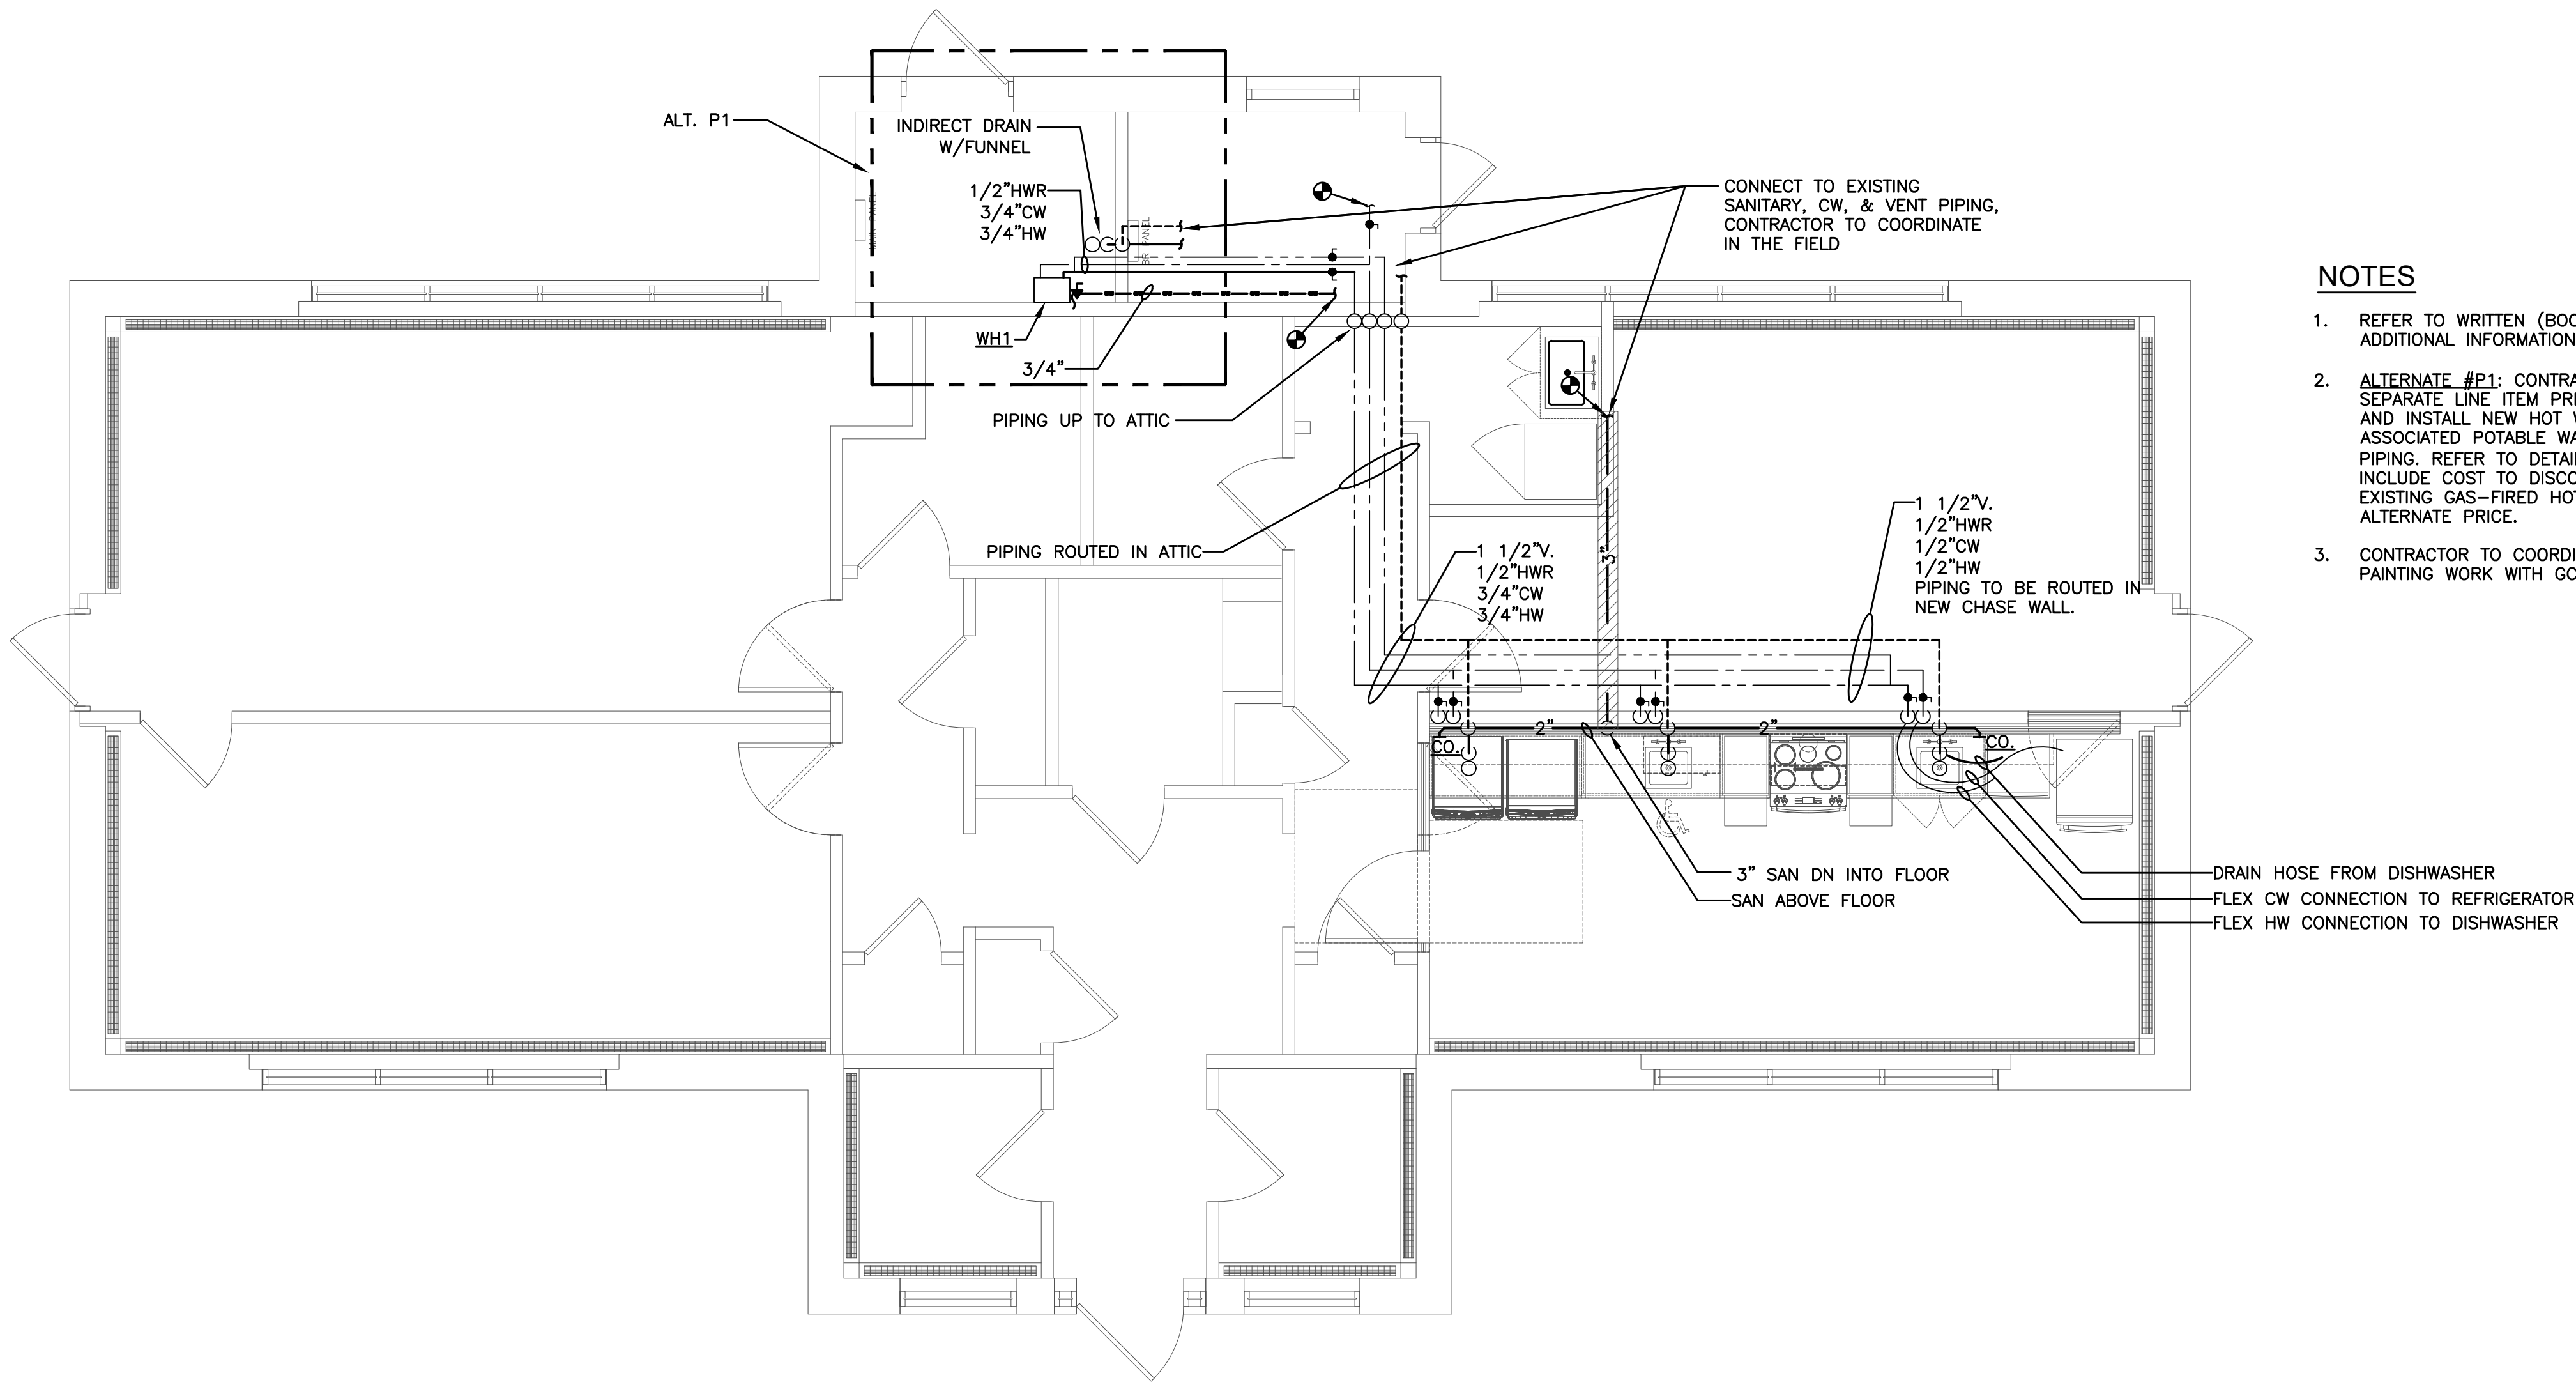 ALT. P1
INDIRECT DRAIN
W/FUNNEL
1/2"HWR
3/4"CW
3/4"HW
MAIN PANEL
BR PANEL
WH1
3/4"
PIPING UP TO ATTIC
PIPING ROUTED IN ATTIC
CONNECT TO EXISTING
SANITARY, CW, & VENT PIPING,
CONTRACTOR TO COORDINATE
IN THE FIELD
1 1/2"V.
1/2"HWR
3/4"CW
3/4"HW
3"
1 1/2"V.
1/2"HWR
1/2"CW
1/2"HW
PIPING TO BE ROUTED IN
NEW CHASE WALL.
2"
2"
CO.
CO.
3" SAN DN INTO FLOOR
SAN ABOVE FLOOR
DRAIN HOSE FROM DISHWASHER
FLEX CW CONNECTION TO REFRIGERATOR
FLEX HW CONNECTION TO DISHWASHER
NOTES
1. REFER TO WRITTEN (BOO
ADDITIONAL INFORMATION
2. ALTERNATE #P1: CONTRA
SEPARATE LINE ITEM PRI
AND INSTALL NEW HOT W
ASSOCIATED POTABLE WA
PIPING. REFER TO DETAI
INCLUDE COST TO DISCO
EXISTING GAS-FIRED HOT
ALTERNATE PRICE.
3. CONTRACTOR TO COORDI
PAINTING WORK WITH GC